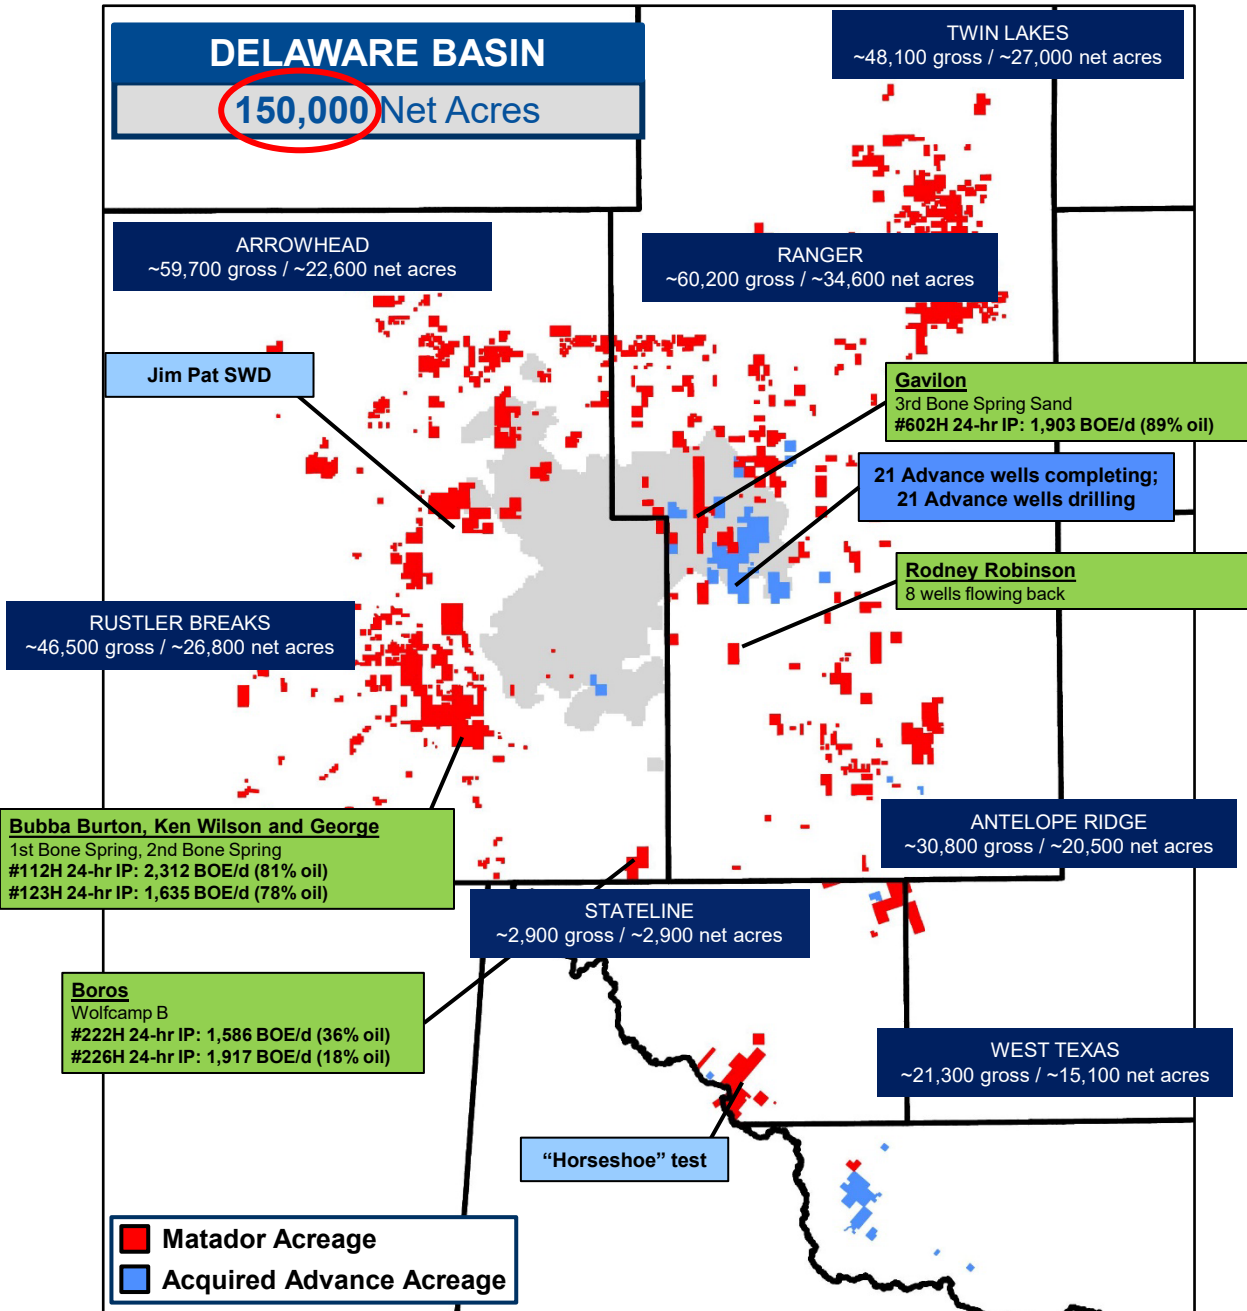 DELAWARE BASIN
150,000 Net Acres
TWIN LAKES
~48,100 gross / ~27,000 net acres
ARROWHEAD
~59,700 gross / ~22,600 net acres
RANGER
~60,200 gross / ~34,600 net acres
Jim Pat SWD
Gavilon
3rd Bone Spring Sand
#602H 24-hr IP: 1,903 BOE/d (89% oil)
21 Advance wells completing;
21 Advance wells drilling
Rodney Robinson
8 wells flowing back
RUSTLER BREAKS
~46,500 gross / ~26,800 net acres
Bubba Burton, Ken Wilson and George
1st Bone Spring, 2nd Bone Spring
#112H 24-hr IP: 2,312 BOE/d (81% oil)
#123H 24-hr IP: 1,635 BOE/d (78% oil)
ANTELOPE RIDGE
~30,800 gross / ~20,500 net acres
STATELINE
~2,900 gross / ~2,900 net acres
Boros
Wolfcamp B
#222H 24-hr IP: 1,586 BOE/d (36% oil)
#226H 24-hr IP: 1,917 BOE/d (18% oil)
WEST TEXAS
~21,300 gross / ~15,100 net acres
“Horseshoe” test
Matador Acreage
Acquired Advance Acreage